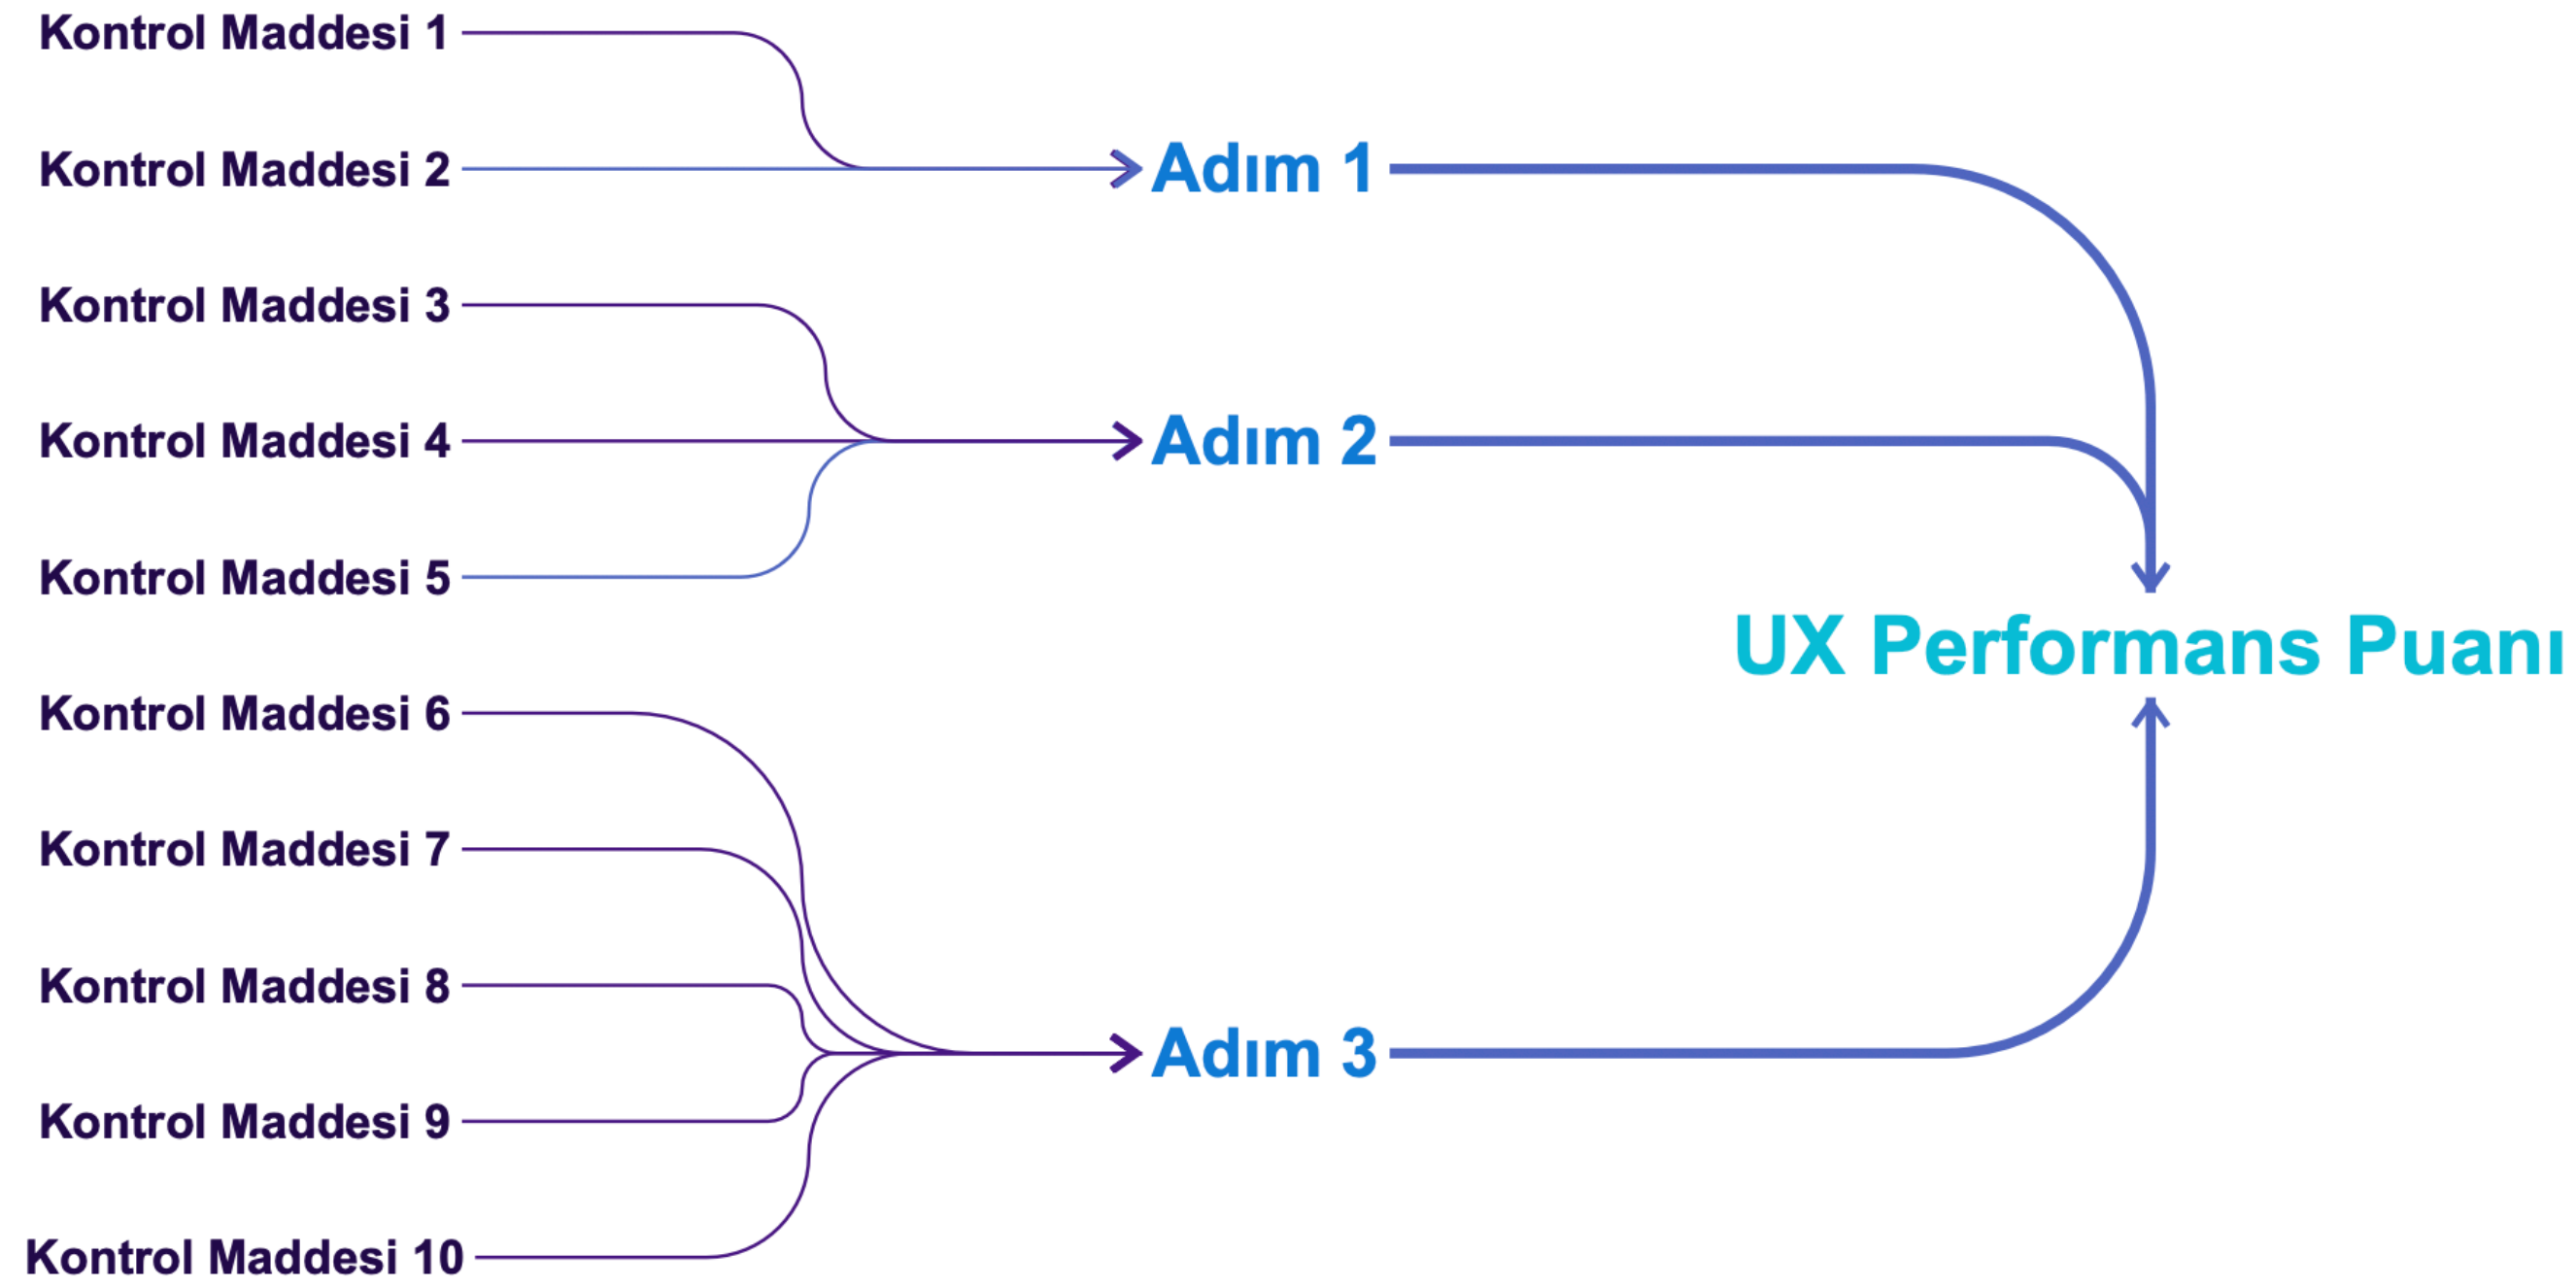 Kontrol Maddesi 1
Kontrol Maddesi 2
Kontrol Maddesi 3
Kontrol Maddesi 4
Kontrol Maddesi 5
Kontrol Maddesi 6
Kontrol Maddesi 7
Kontrol Maddesi 8
Kontrol Maddesi 9
Kontrol Maddesi 10
Adım 1
Adım 2
Adım 3
UX Performans Puanı